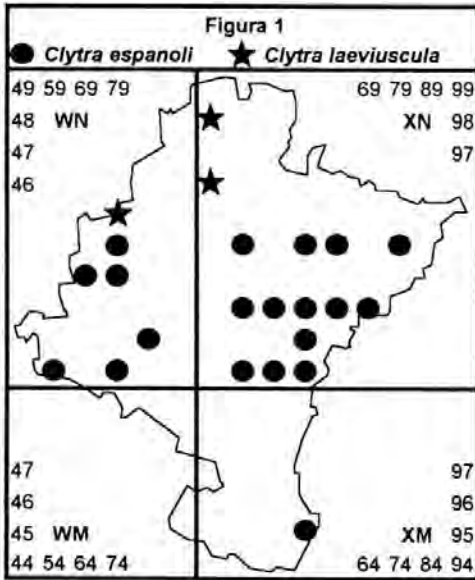 Figura 1
Clytra espanoli Clytra laeviuscula
49 59 69 79 69 79 89 99
48 WN XN 98
47 97
46
47 97
46 96
45 WM XM 95
44 54 64 74 64 74 84 94